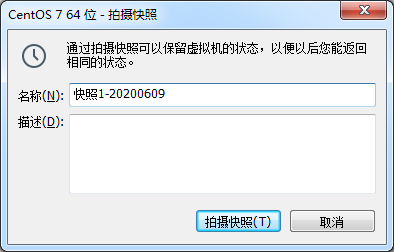 CentOS 7 64 位 - 拍摄快照
通过拍摄快照可以保留虚拟机的状态，以便以后您能返回
相同的状态。
名称(N): 快照1-20200609
描述(D):
拍摄快照(T) 取消